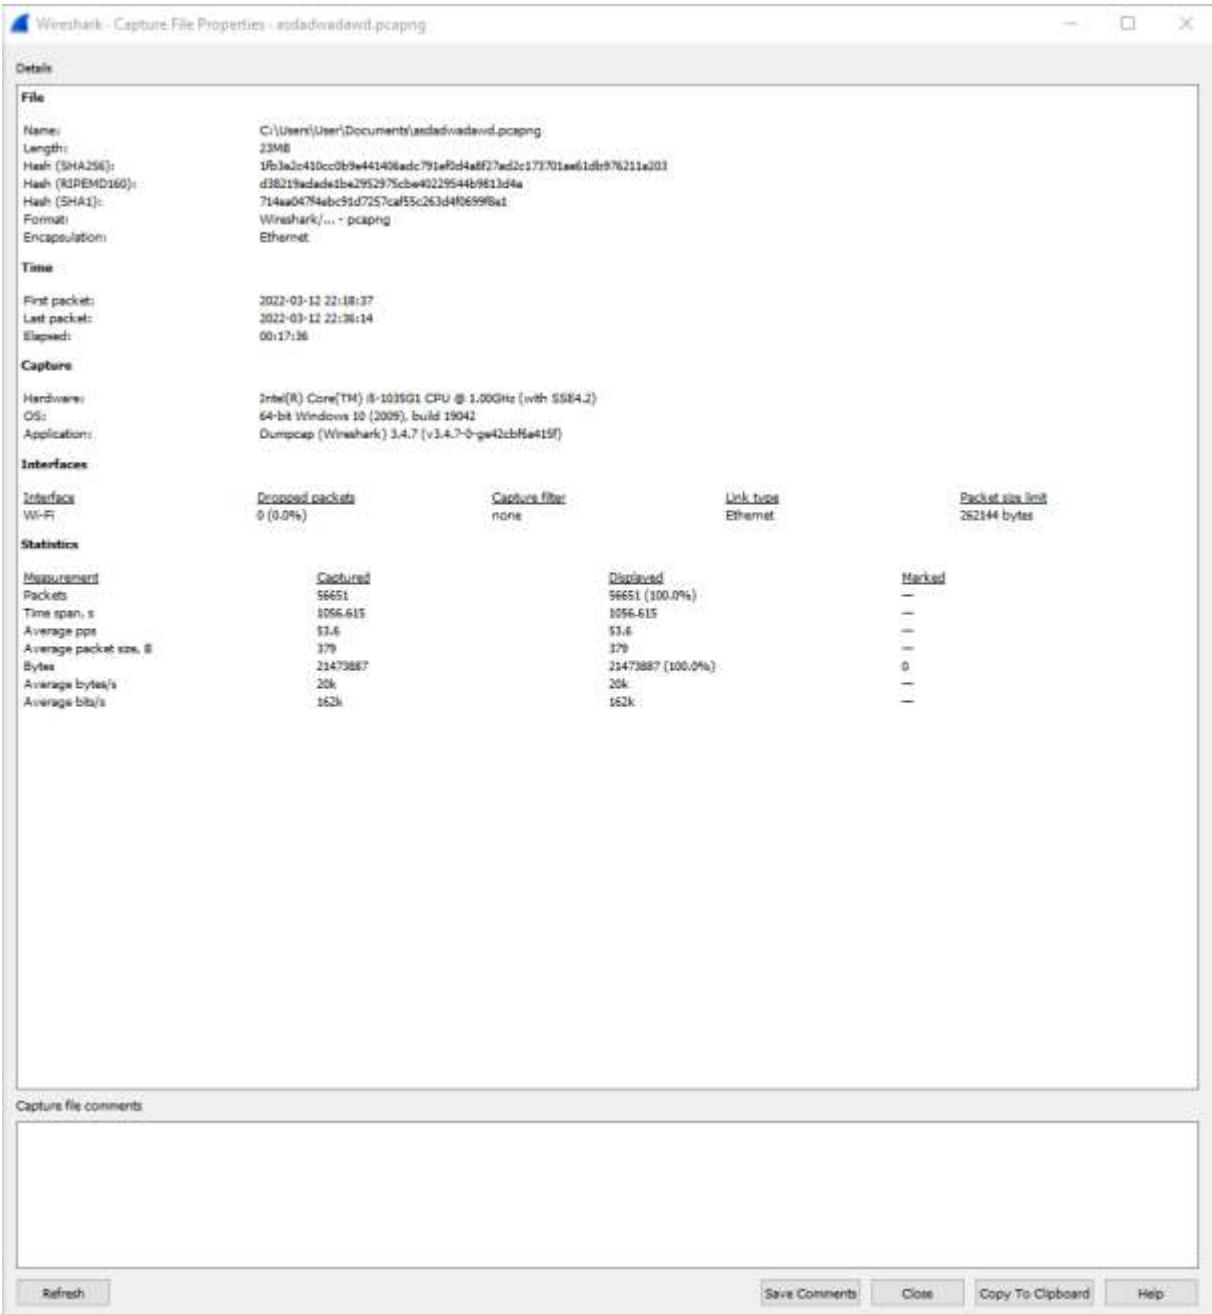 Wireshark - Capture File Properties - asdadwadawd.pcapng
Details
File
Name: C:\Users\User\Documents\asdadwadawd.pcapng
Length: 23MB
Hash (SHA256):
Hash (RIPEMD160):
Hash (SHA1):
Format: Wireshark/... - pcapng
Encapsulation: Ethernet
Time
First packet: 2022-03-12 22:18:37
Last packet: 2022-03-12 22:36:14
Elapsed: 00:17:36
Capture
Hardware: Intel(R) Core(TM) i5-1035G1 CPU @ 1.00GHz (with SSE4.2)
OS: 64-bit Windows 10 (2009), build 19042
Application: Dumpcap (Wireshark) 3.4.7 (v3.4.7-0-ge42cbf6a415f)
Interfaces
Interface Dropped packets Capture filter Link type Packet size limit
Wi-Fi 0 (0.0%) none Ethernet 262144 bytes
Statistics
Measurement Captured Displayed Marked
Packets 56651 56651 (100.0%) —
Time span, s 1056.615 1056.615 —
Average pps 53.6 53.6 —
Average packet size, B 379 379 —
Bytes 21473887 21473887 (100.0%) 0
Average bytes/s 20k 20k —
Average bits/s 162k 162k —
Capture file comments
Refresh Save Comments Close Copy To Clipboard Help